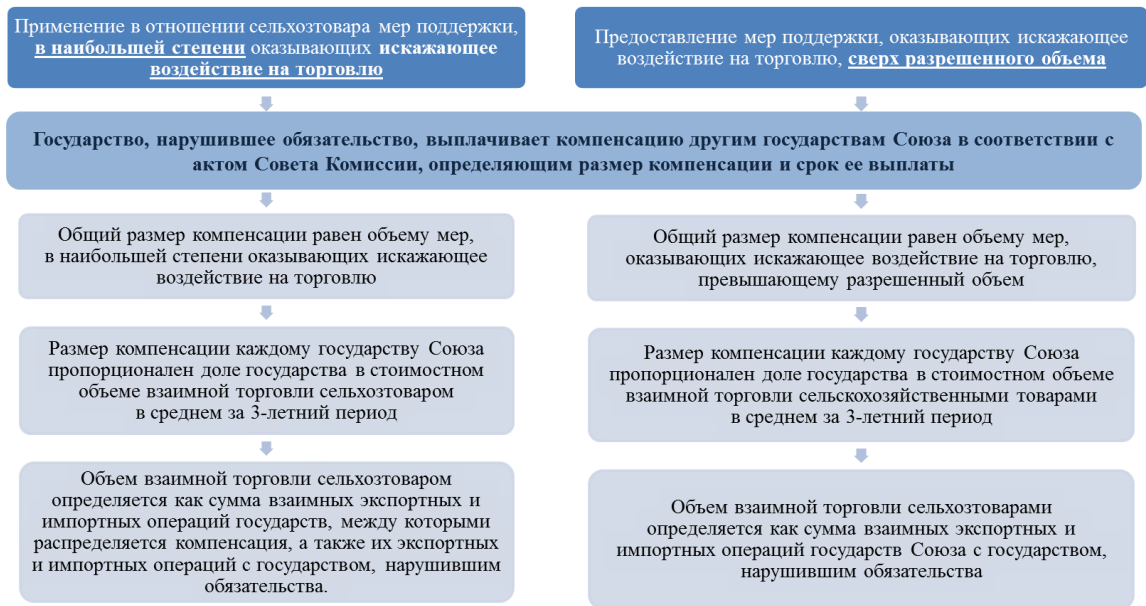 Применение в отношении сельхозтовара мер поддержки,
в наибольшей степени оказывающих искажающее
воздействие на торговлю
Предоставление мер поддержки, оказывающих искажающее
воздействие на торговлю, сверх разрешенного объема
Государство, нарушившее обязательство, выплачивает компенсацию другим государствам Союза в соответствии с
актом Совета Комиссии, определяющим размер компенсации и срок ее выплаты
Общий размер компенсации равен объему мер,
в наибольшей степени оказывающих искажающее
воздействие на торговлю
Общий размер компенсации равен объему мер,
оказывающих искажающее воздействие на торговлю,
превышающему разрешенный объем
Размер компенсации каждому государству Союза
пропорционален доле государства в стоимостном
объеме взаимной торговли сельхозтоваром
в среднем за 3-летний период
Размер компенсации каждому государству Союза
пропорционален доле государства в стоимостном объеме
взаимной торговли сельскохозяйственными товарами
в среднем за 3-летний период
Объем взаимной торговли сельхозтоваром
определяется как сумма взаимных экспортных и
импортных операций государств, между которыми
распределяется компенсация, а также их экспортных
и импортных операций с государством, нарушившим
обязательства.
Объем взаимной торговли сельхозтоварами
определяется как сумма взаимных экспортных и
импортных операций государств Союза с государством,
нарушившим обязательства